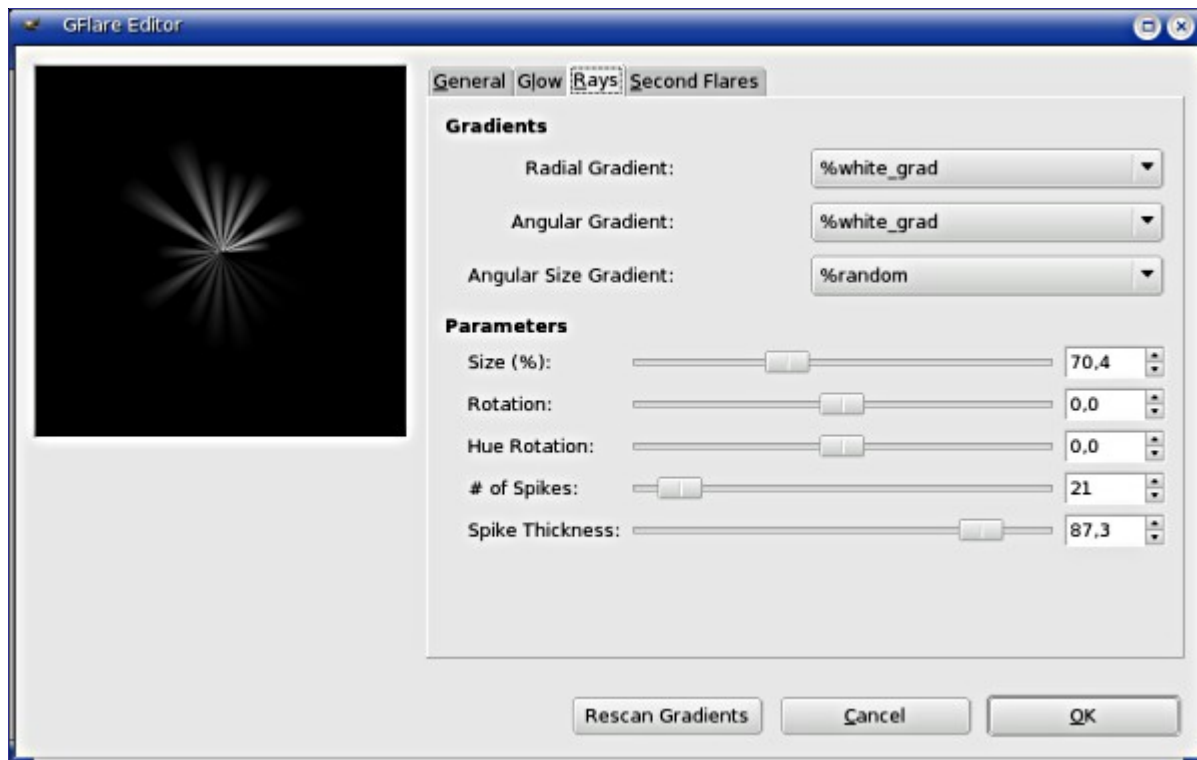 GFlare Editor
General Glow Rays Second Flares
Gradients
Radial Gradient: %white_grad
Angular Gradient: %white_grad
Angular Size Gradient: %random
Parameters
Size (%): 70,4
Rotation: 0,0
Hue Rotation: 0,0
# of Spikes: 21
Spike Thickness: 87,3
Rescan Gradients Cancel OK